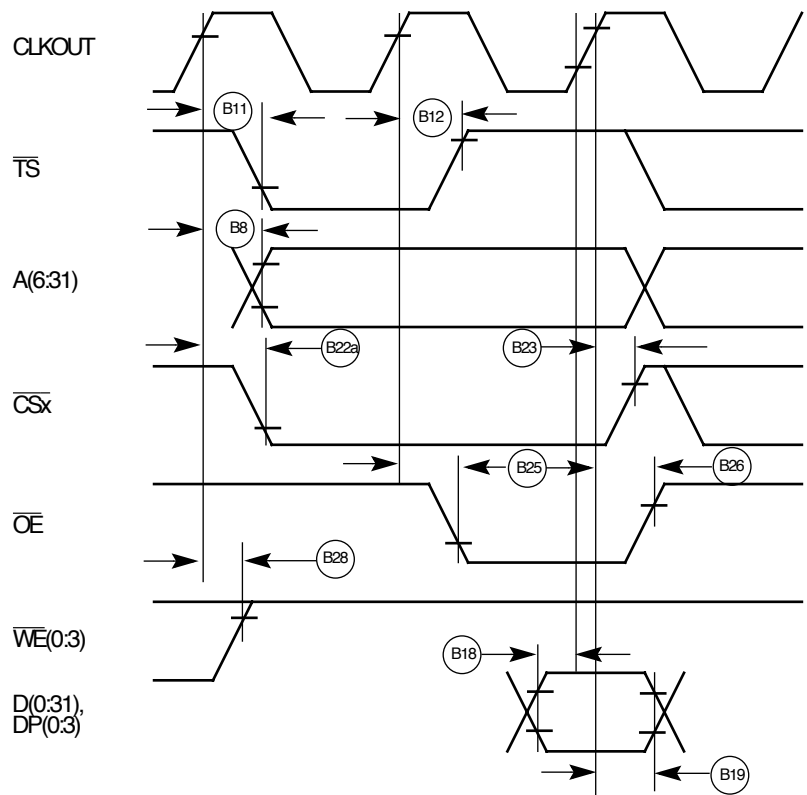 CLKOUT
B11
B12
TS
B8
A(6:31)
B22a
B23
CSx
B25
B26
OE
B28
WE(0:3)
B18
D(0:31),
DP(0:3)
B19